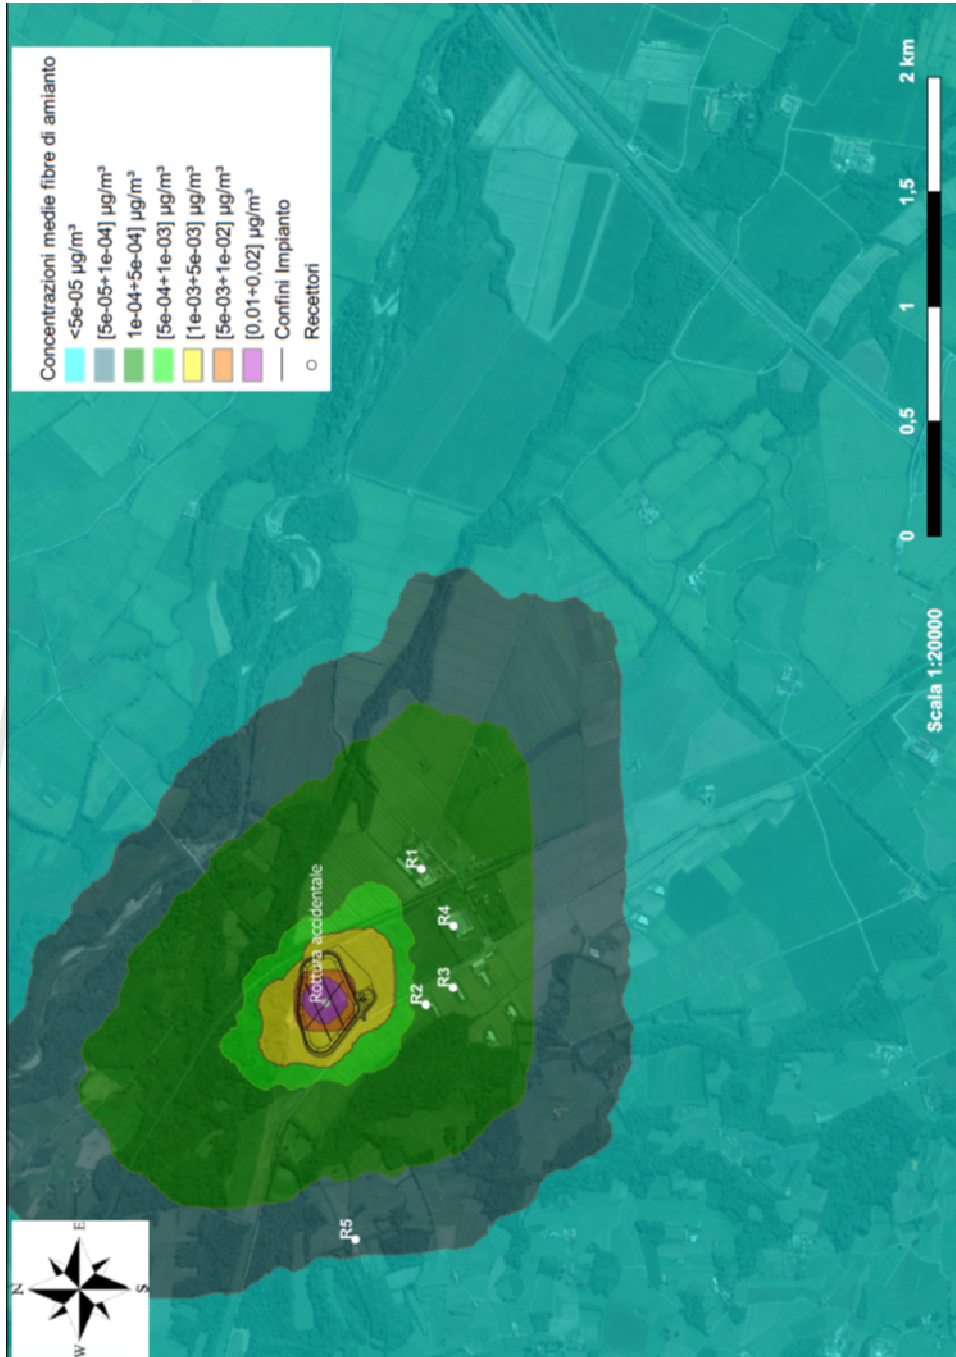 Concentrazioni medie fibre di amianto
<5e-05 µg/m³
[5e-05÷1e-04] µg/m³
1e-04÷5e-04] µg/m³
[5e-04÷1e-03] µg/m³
[1e-03÷5e-03] µg/m³
[5e-03÷1e-02] µg/m³
[0,01÷0,02] µg/m³
Confini Impianto
Recettori
N
W
E
S
Rottura accidentale
R5
R2
R3
R4
R1
Scala 1:20000
0
0,5
1
1,5
2 km